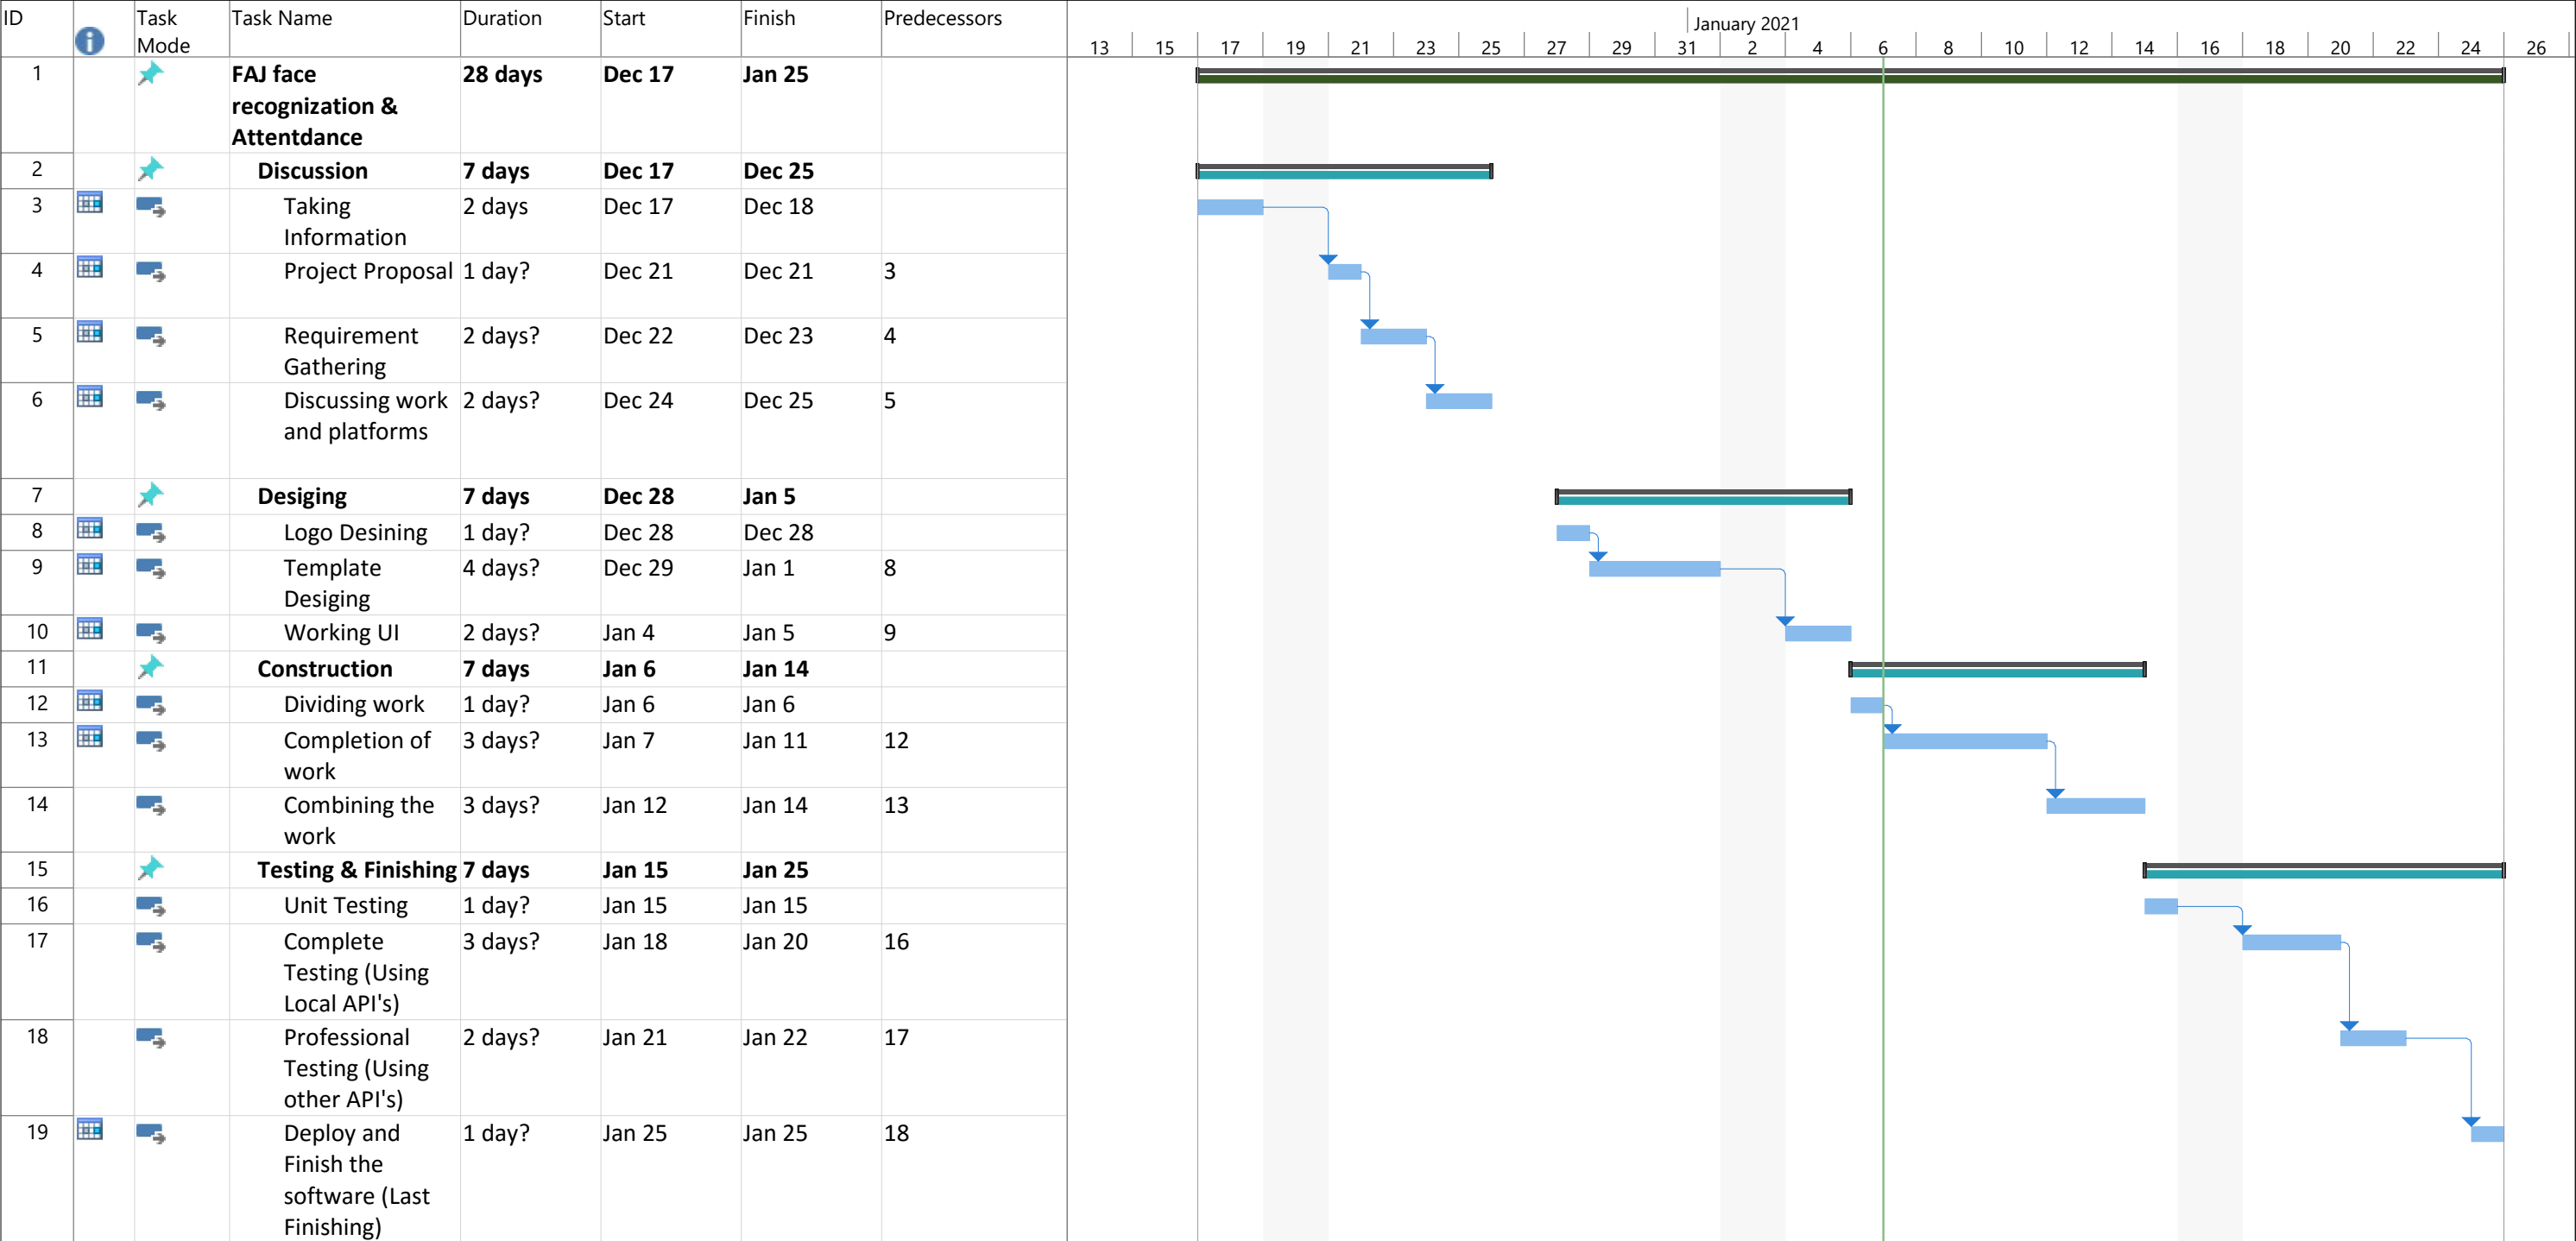 ID Task Mode Task Name Duration Start Finish Predecessors
January 2021
13 15 17 19 21 23 25 27 29 31 2 4 6 8 10 12 14 16 18 20 22 24 26
1 FAJ face 28 days Dec 17 Jan 25
recognization &
Attentdance
2 Discussion 7 days Dec 17 Dec 25
3 Taking 2 days Dec 17 Dec 18
Information
4 Project Proposal 1 day? Dec 21 Dec 21 3
5 Requirement 2 days? Dec 22 Dec 23 4
Gathering
6 Discussing work 2 days? Dec 24 Dec 25 5
and platforms
7 Desiging 7 days Dec 28 Jan 5
8 Logo Desining 1 day? Dec 28 Dec 28
9 Template 4 days? Dec 29 Jan 1 8
Desiging
10 Working UI 2 days? Jan 4 Jan 5 9
11 Construction 7 days Jan 6 Jan 14
12 Dividing work 1 day? Jan 6 Jan 6
13 Completion of 3 days? Jan 7 Jan 11 12
work
14 Combining the 3 days? Jan 12 Jan 14 13
work
15 Testing & Finishing 7 days Jan 15 Jan 25
16 Unit Testing 1 day? Jan 15 Jan 15
17 Complete 3 days? Jan 18 Jan 20 16
Testing (Using
Local API's)
18 Professional 2 days? Jan 21 Jan 22 17
Testing (Using
other API's)
19 Deploy and 1 day? Jan 25 Jan 25 18
Finish the
software (Last
Finishing)